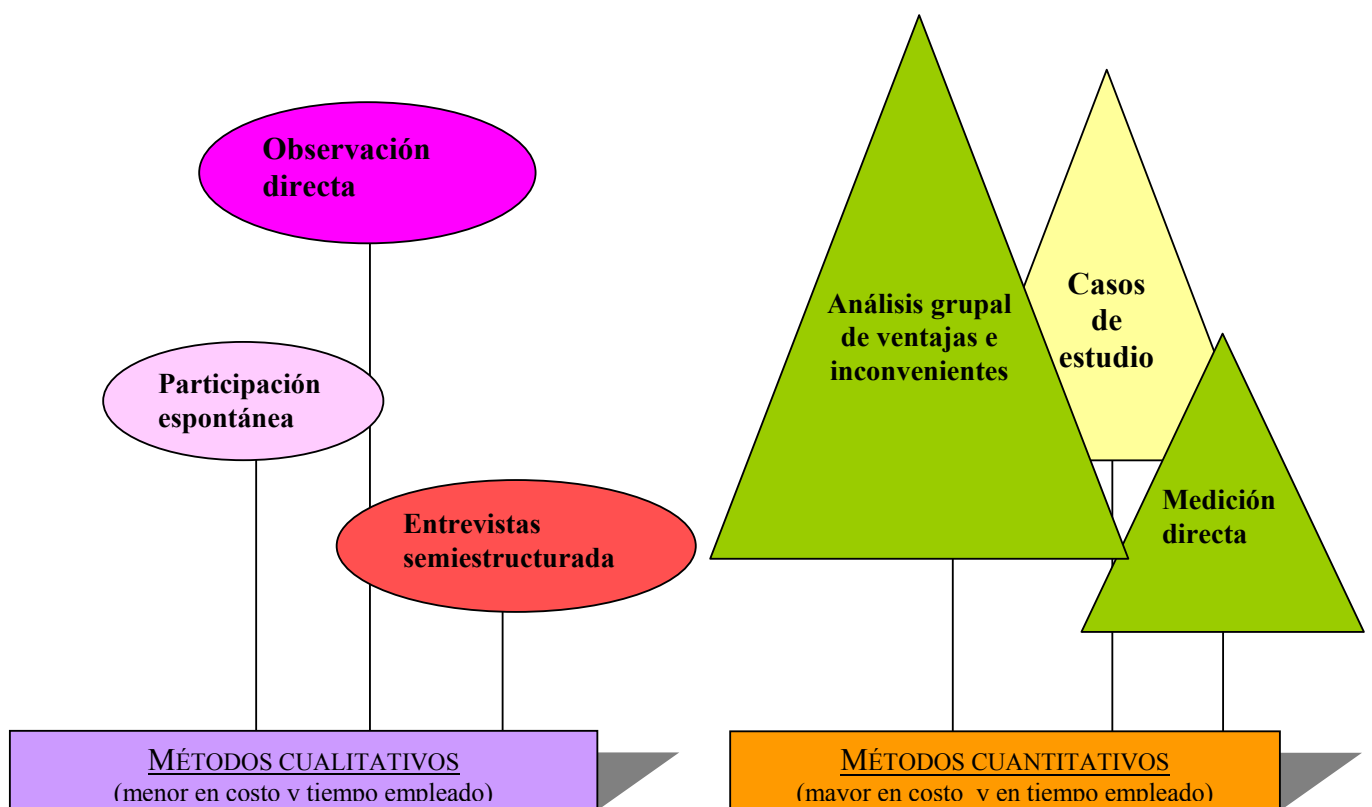 Observación
directa
Participación
espontánea
Entrevistas
semiestructurada
MÉTODOS CUALITATIVOS
(menor en costo y tiempo empleado)
Análisis grupal
de ventajas e
inconvenientes
Casos
de
estudio
Medición
directa
MÉTODOS CUANTITATIVOS
(mayor en costo y en tiempo empleado)